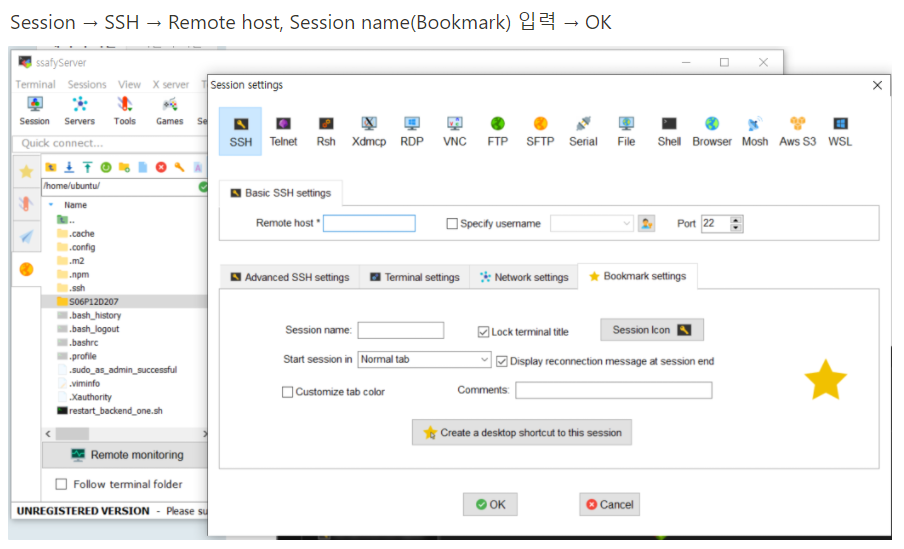 Session → SSH → Remote host, Session name(Bookmark) 입력 → OK
ssafyServer
Terminal Sessions View X server
Session Servers Tools Games Se
Quick connect...
/home/ubuntu/
Name
..
.cache
.config
.m2
.npm
.ssh
S06P12D207
.bash_history
.bash_logout
.bashrc
.profile
.sudo_as_admin_successful
.viminfo
.Xauthority
restart_backend_one.sh
Remote monitoring
Follow terminal folder
UNREGISTERED VERSION - Please su
Session settings
SSH Telnet Rsh Xdmcp RDP VNC FTP SFTP Serial File Shell Browser Mosh Aws S3 WSL
Basic SSH settings
Remote host * Specify username Port 22
Advanced SSH settings Terminal settings Network settings Bookmark settings
Session name: Lock terminal title Session Icon
Start session in Normal tab Display reconnection message at session end
Customize tab color Comments:
Create a desktop shortcut to this session
OK Cancel